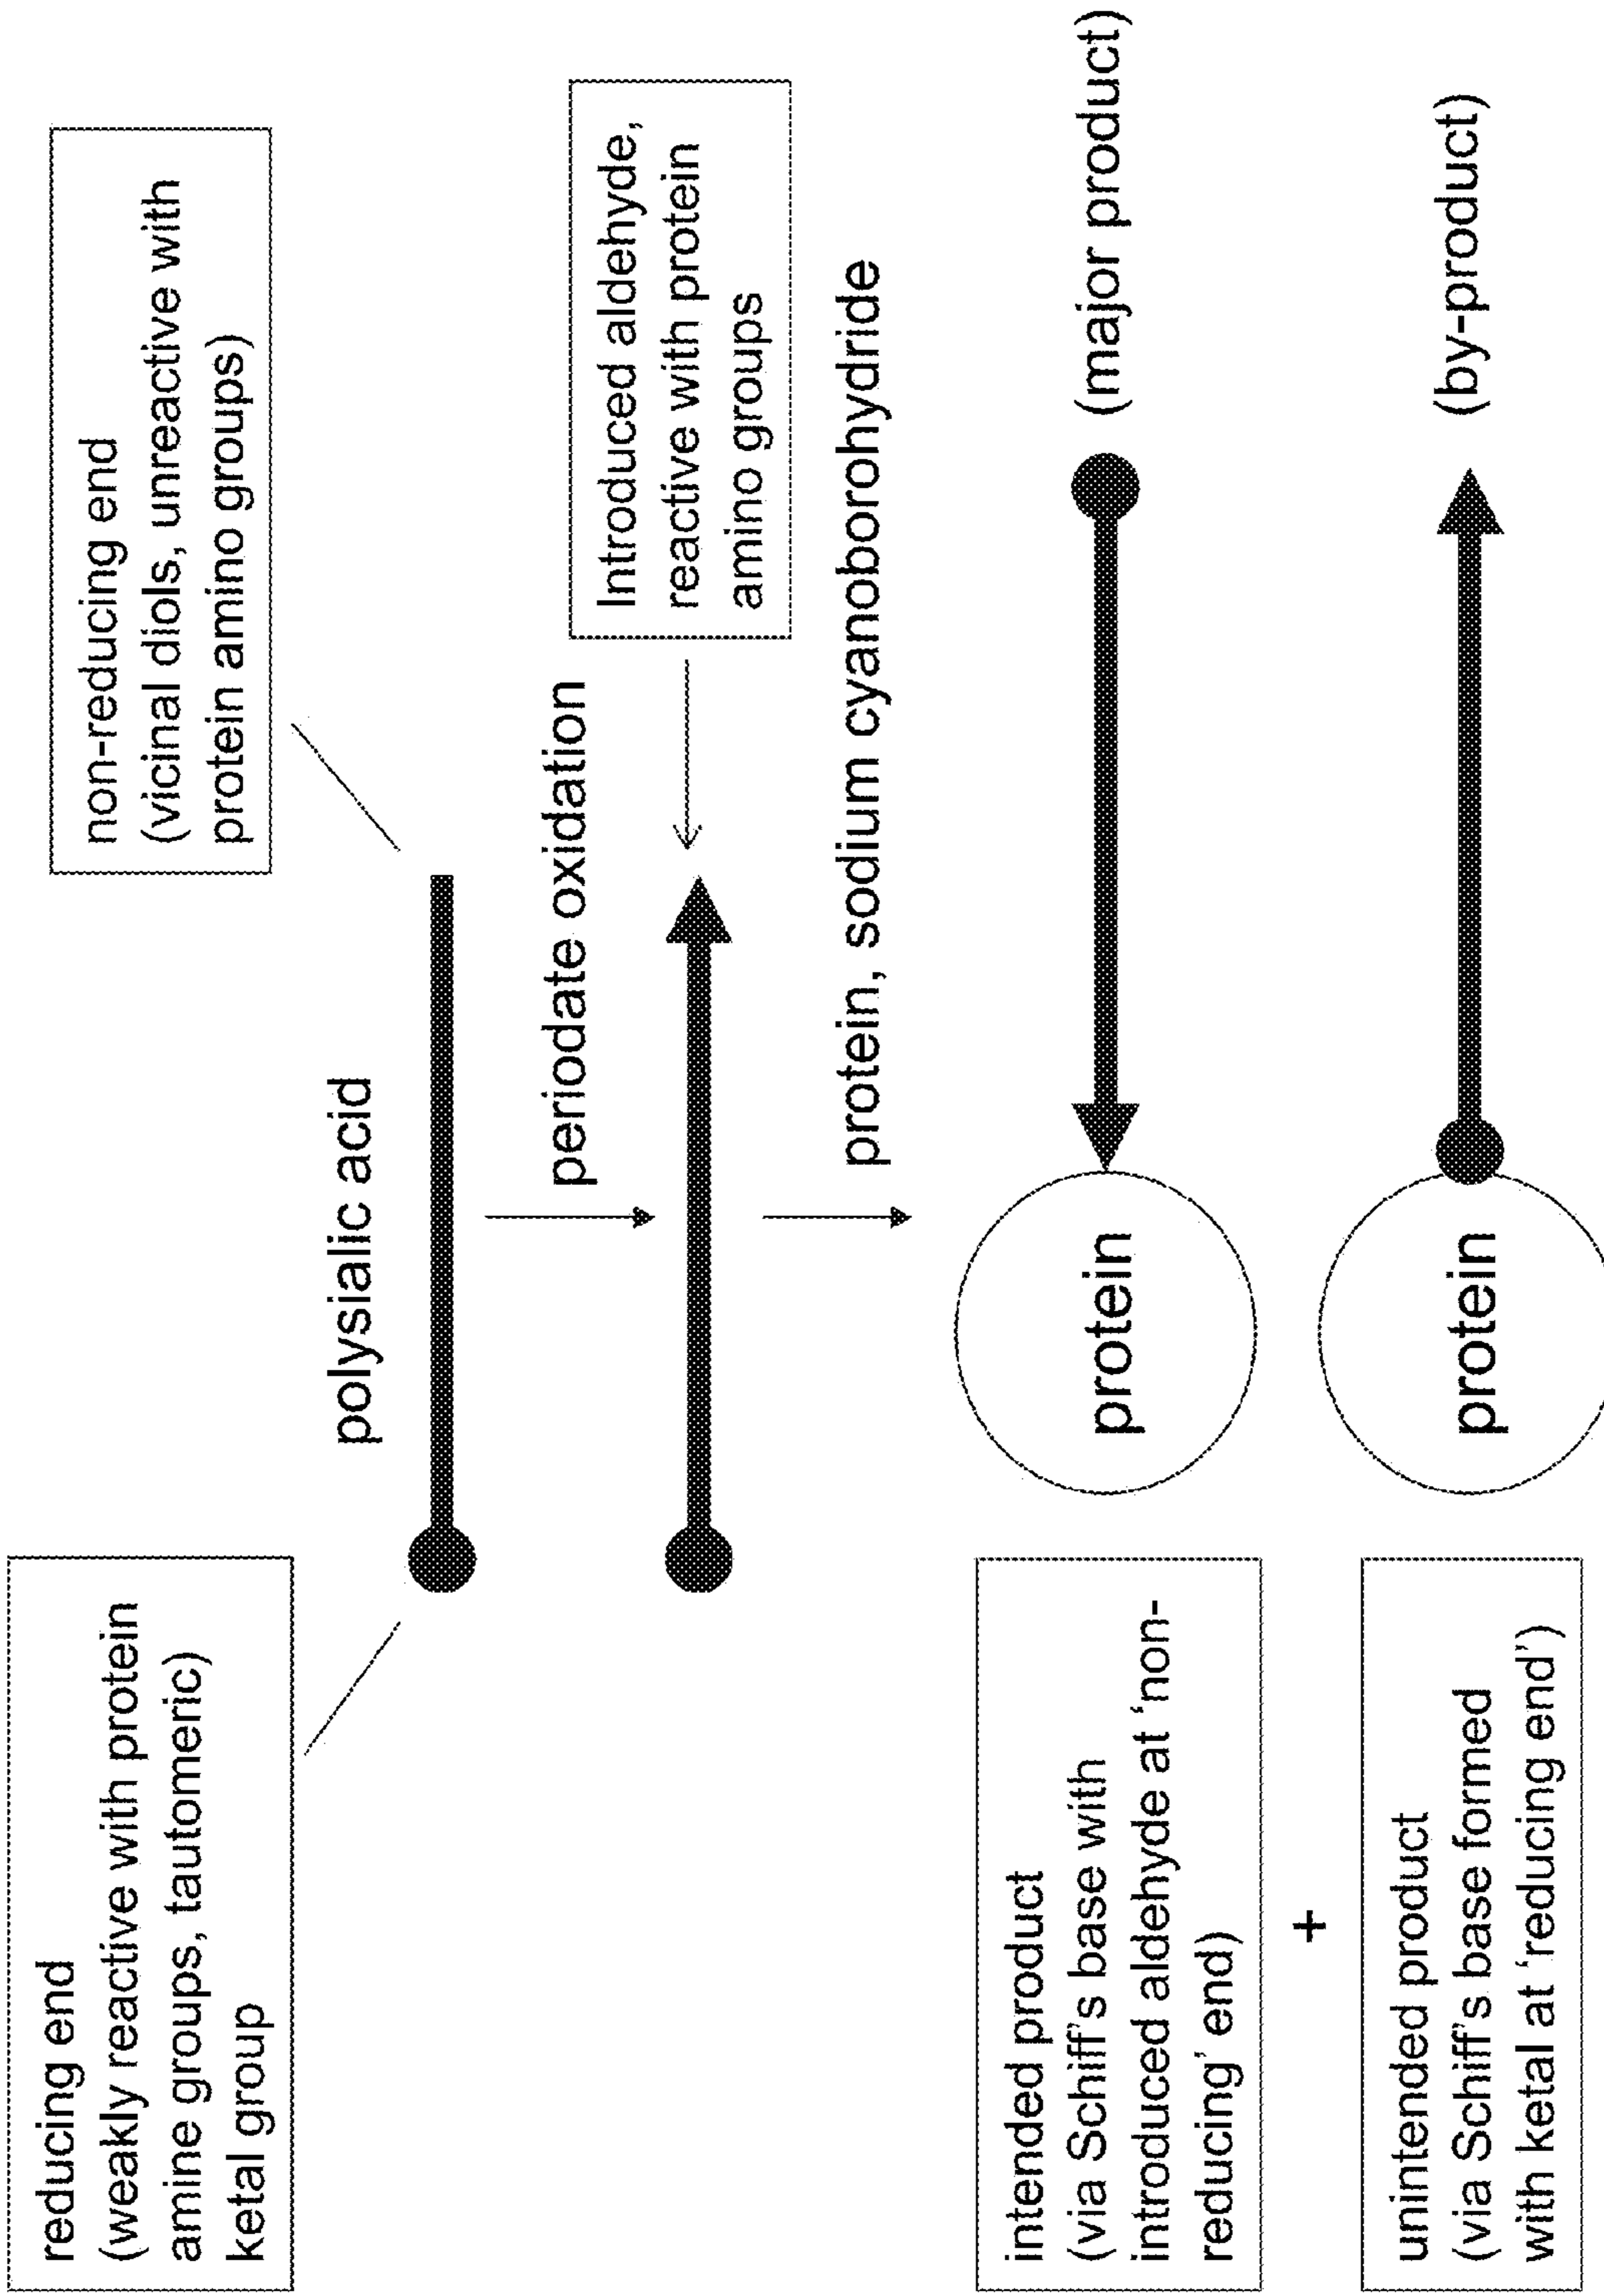 reducing end
(weakly reactive with protein
amine groups, tautomeric)
ketal group
non-reducing end
(vicinal diols, unreactive with
protein amino groups)
polysialic acid
periodate oxidation
Introduced aldehyde,
reactive with protein
amino groups
protein, sodium cyanoborohydride
intended product
(via Schiff's base with
introduced aldehyde at 'non-
reducing' end)
protein
(major product)
+
unintended product
(via Schiff's base formed
with ketal at 'reducing end')
protein
(by-product)